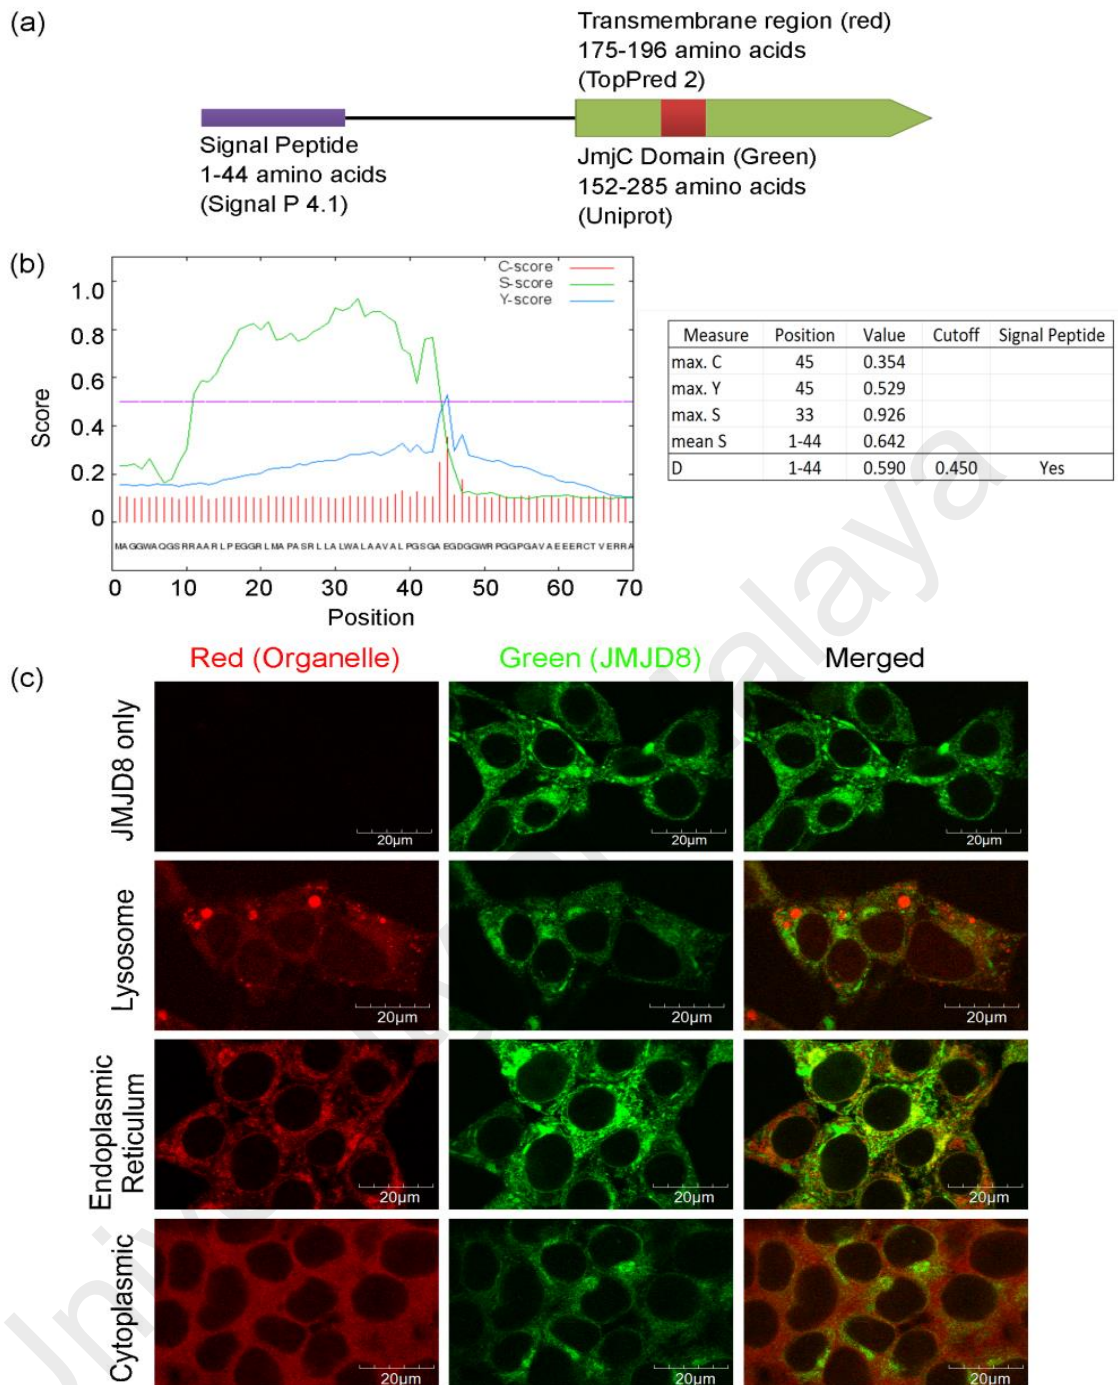 (a)
Transmembrane region (red)
175-196 amino acids
(TopPred 2)
Signal Peptide
1-44 amino acids
(Signal P 4.1)
JmjC Domain (Green)
152-285 amino acids
(Uniprot)
(b)
C-score
S-score
Y-score
1.0
0.8
0.6
0.4
0.2
0
Score
MAGGWAQGSRRAARLPEGGRLMAPASRLLALWALAAVALPGSGAEGDGGWRPGGPGAVAEEERCTVERRA
0 10 20 30 40 50 60 70
Position
Measure Position Value Cutoff Signal Peptide
max. C 45 0.354
max. Y 45 0.529
max. S 33 0.926
mean S 1-44 0.642
D 1-44 0.590 0.450 Yes
(c)
Red (Organelle) Green (JMJD8) Merged
JMJD8 only
20µm 20µm 20µm
Lysosome
20µm 20µm 20µm
Endoplasmic
Reticulum
20µm 20µm 20µm
Cytoplasmic
20µm 20µm 20µm